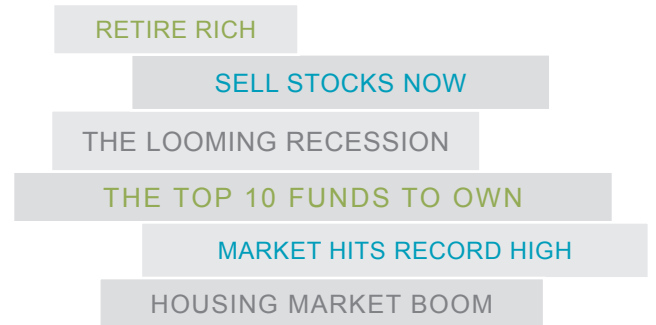 RETIRE RICH
SELL STOCKS NOW
THE LOOMING RECESSION
THE TOP 10 FUNDS TO OWN
MARKET HITS RECORD HIGH
HOUSING MARKET BOOM